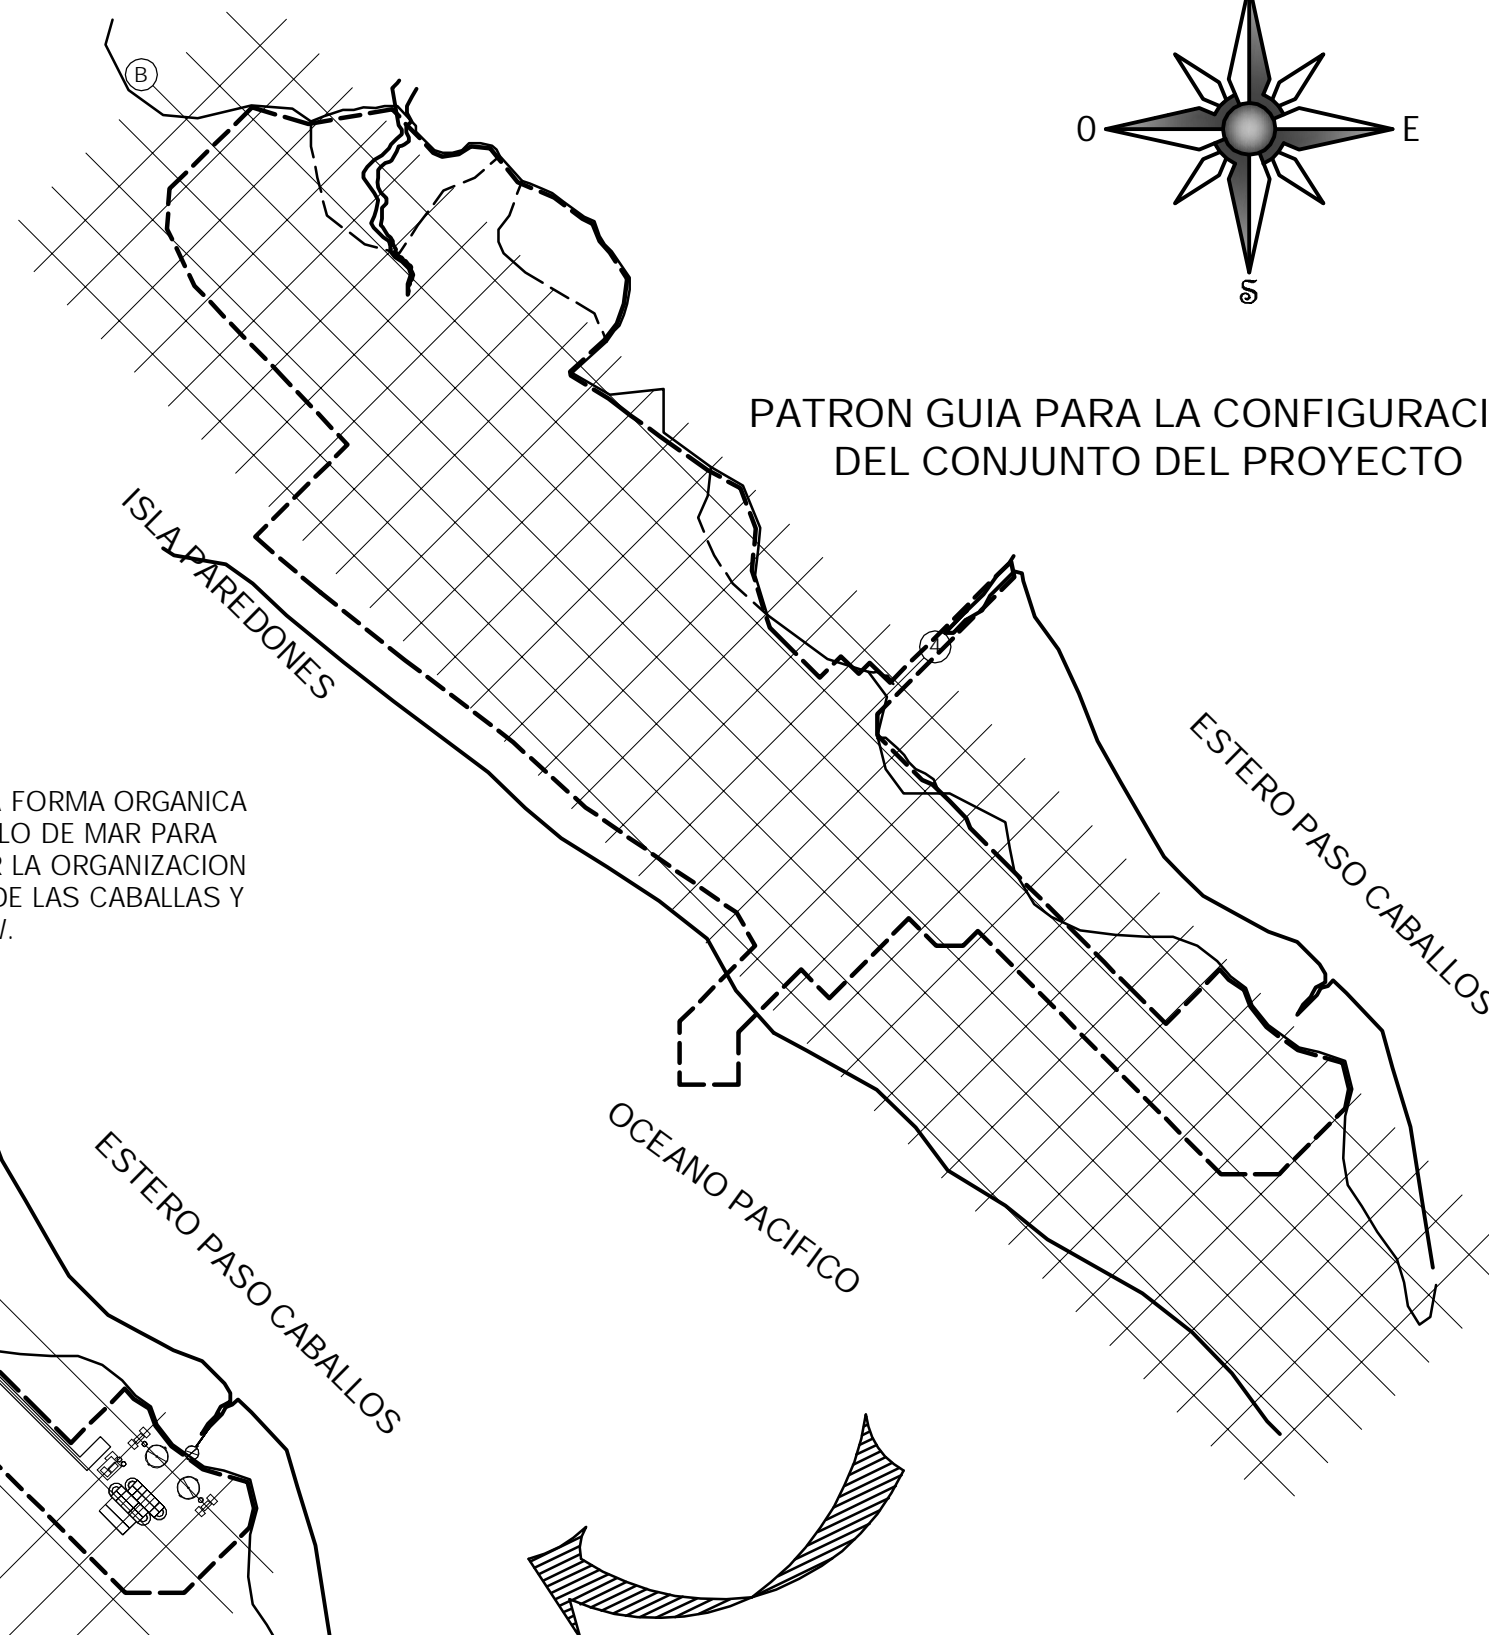 B
O
E
S
PATRON GUIA PARA LA CONFIGURACI
DEL CONJUNTO DEL PROYECTO
ISLA PAREDONES
4
ESTERO PASO CABALLOS
A FORMA ORGANICA
LO DE MAR PARA
R LA ORGANIZACION
DE LAS CABALLAS Y
OCEANO PACIFICO
ESTERO PASO CABALLOS